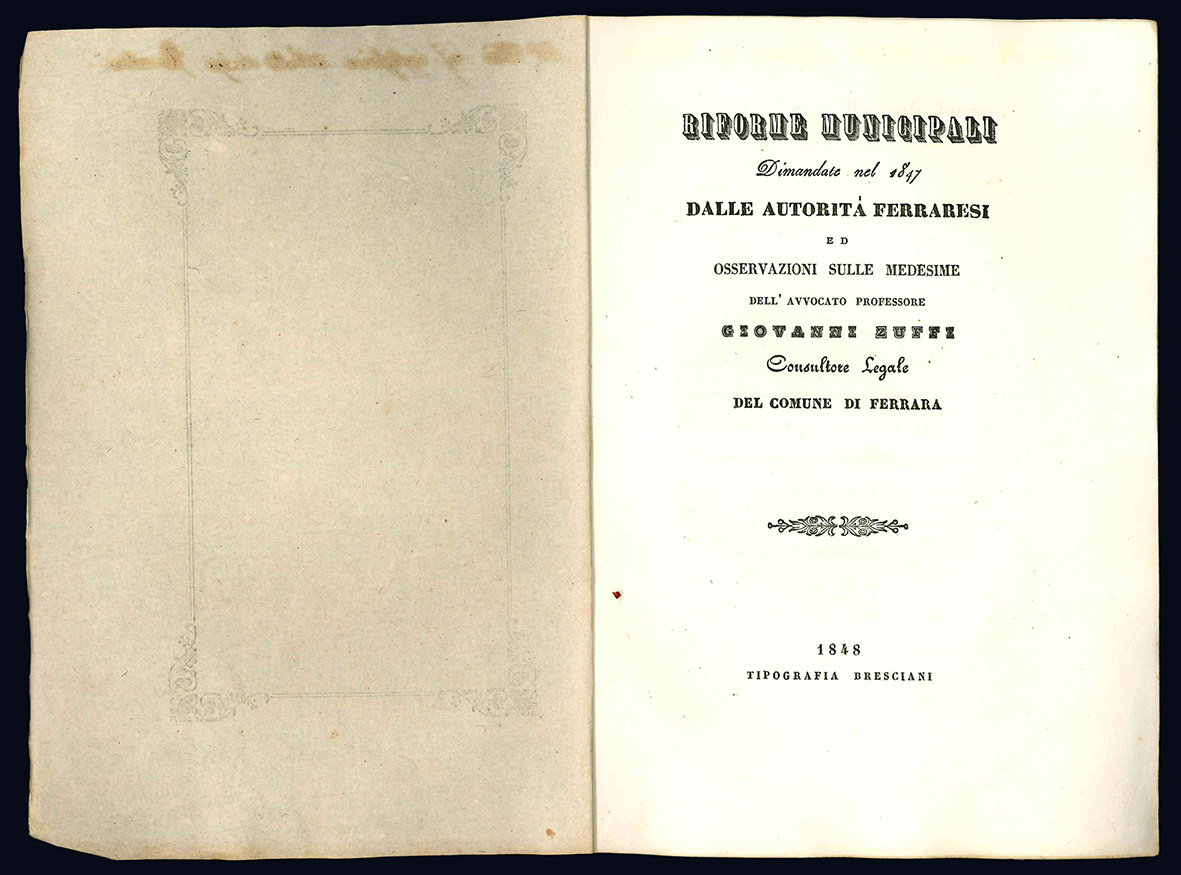 RIFORME MUNICIPALI
Dimandate nel 1847
DALLE AUTORITÁ FERRARESI
ED
OSSERVAZIONI SULLE MEDESIME
DELL' AVVOCATO PROFESSORE
GIOVANNI ZUFFI
Consultore Legale
DEL COMUNE DI FERRARA
1848
TIPOGRAFIA BRESCIANI